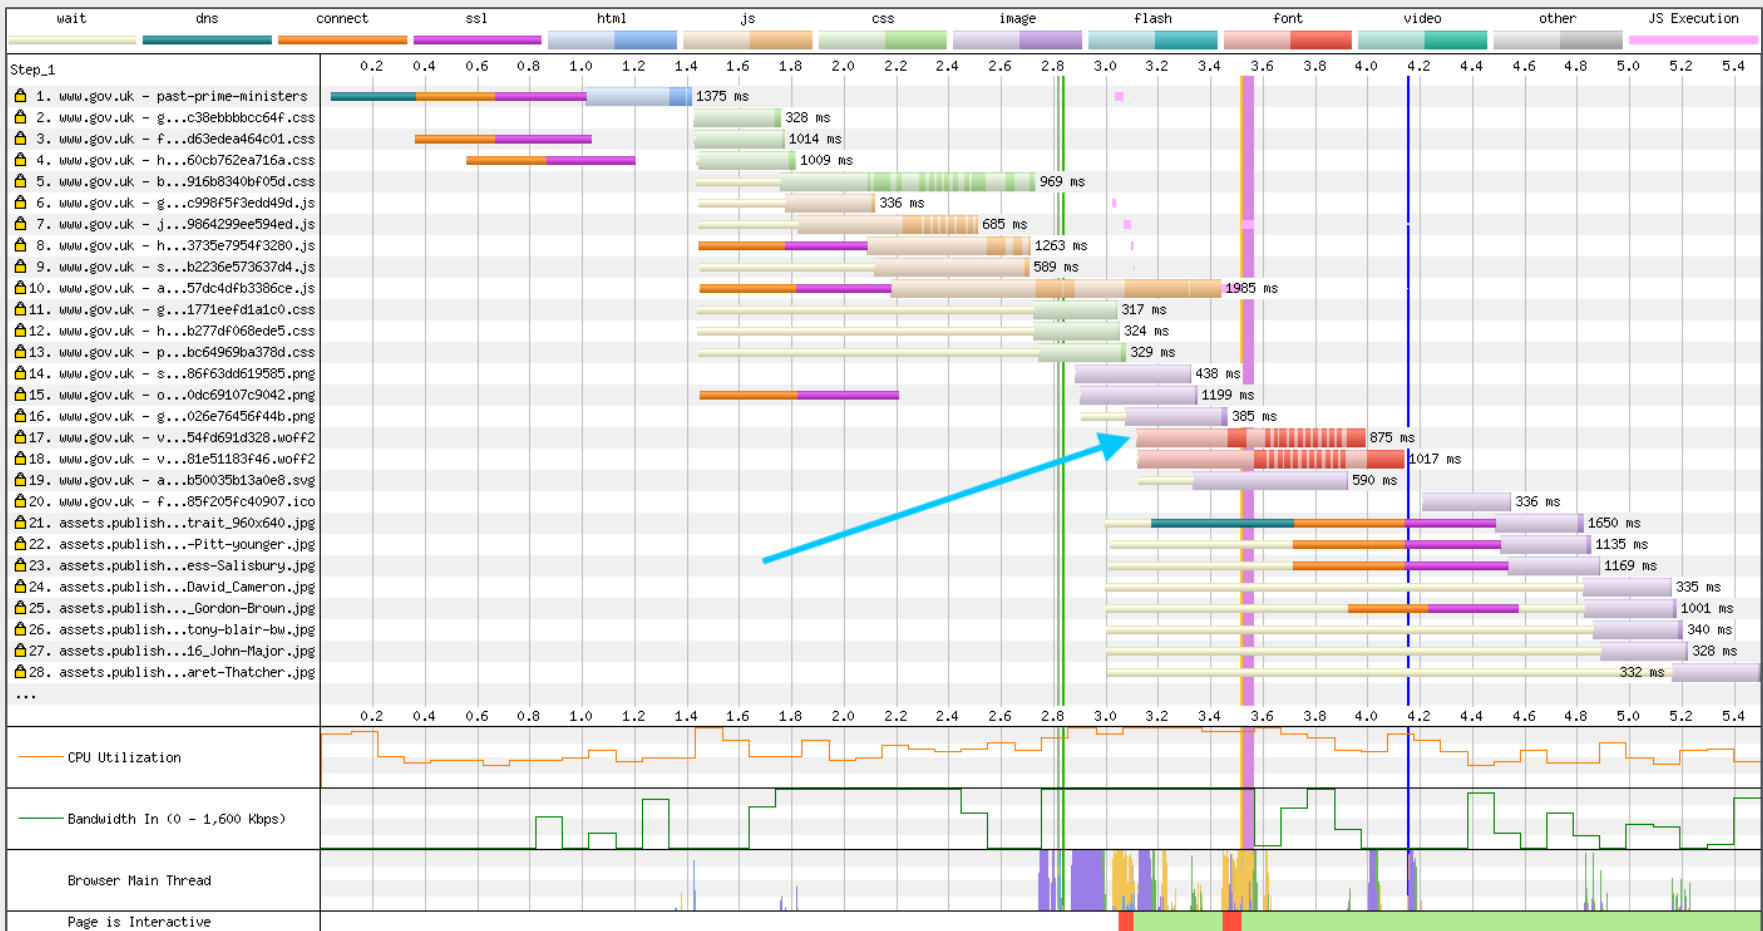 wait dns connect ssl html js css image flash font video other JS Execution
Step_1 0.2 0.4 0.6 0.8 1.0 1.2 1.4 1.6 1.8 2.0 2.2 2.4 2.6 2.8 3.0 3.2 3.4 3.6 3.8 4.0 4.2 4.4 4.6 4.8 5.0 5.2 5.4
1. www.gov.uk - past-prime-ministers 1375 ms
2. www.gov.uk - g...c38ebbbbcc64f.css 328 ms
3. www.gov.uk - f...d63edea464c01.css 1014 ms
4. www.gov.uk - h...60cb762ea716a.css 1009 ms
5. www.gov.uk - b...916b8340bf05d.css 969 ms
6. www.gov.uk - g...c998f5f3edd49d.js 336 ms
7. www.gov.uk - j...9864299ee594ed.js 685 ms
8. www.gov.uk - h...3735e7954f3280.js 1263 ms
9. www.gov.uk - s...b2236e573637d4.js 589 ms
10. www.gov.uk - a...57dc4dfb3386ce.js 1985 ms
11. www.gov.uk - g...1771eefd1a1c0.css 317 ms
12. www.gov.uk - h...b277df068ede5.css 324 ms
13. www.gov.uk - p...bc64969ba378d.css 329 ms
14. www.gov.uk - s...86f63dd619585.png 438 ms
15. www.gov.uk - o...0dc69107c9042.png 1199 ms
16. www.gov.uk - g...026e76456f44b.png 385 ms
17. www.gov.uk - v...54fd691d328.woff2 875 ms
18. www.gov.uk - v...81e51183f46.woff2 1017 ms
19. www.gov.uk - a...b50035b13a0e8.svg 590 ms
20. www.gov.uk - f...85f205fc40907.ico 336 ms
21. assets.publish...trait_960x640.jpg 1650 ms
22. assets.publish...-Pitt-younger.jpg 1135 ms
23. assets.publish...ess-Salisbury.jpg 1169 ms
24. assets.publish...David_Cameron.jpg 335 ms
25. assets.publish..._Gordon-Brown.jpg 1001 ms
26. assets.publish...tony-blair-bw.jpg 340 ms
27. assets.publish...16_John-Major.jpg 328 ms
28. assets.publish...aret-Thatcher.jpg 332 ms
...
0.2 0.4 0.6 0.8 1.0 1.2 1.4 1.6 1.8 2.0 2.2 2.4 2.6 2.8 3.0 3.2 3.4 3.6 3.8 4.0 4.2 4.4 4.6 4.8 5.0 5.2 5.4
CPU Utilization
Bandwidth In (0 - 1,600 Kbps)
Browser Main Thread
Page is Interactive